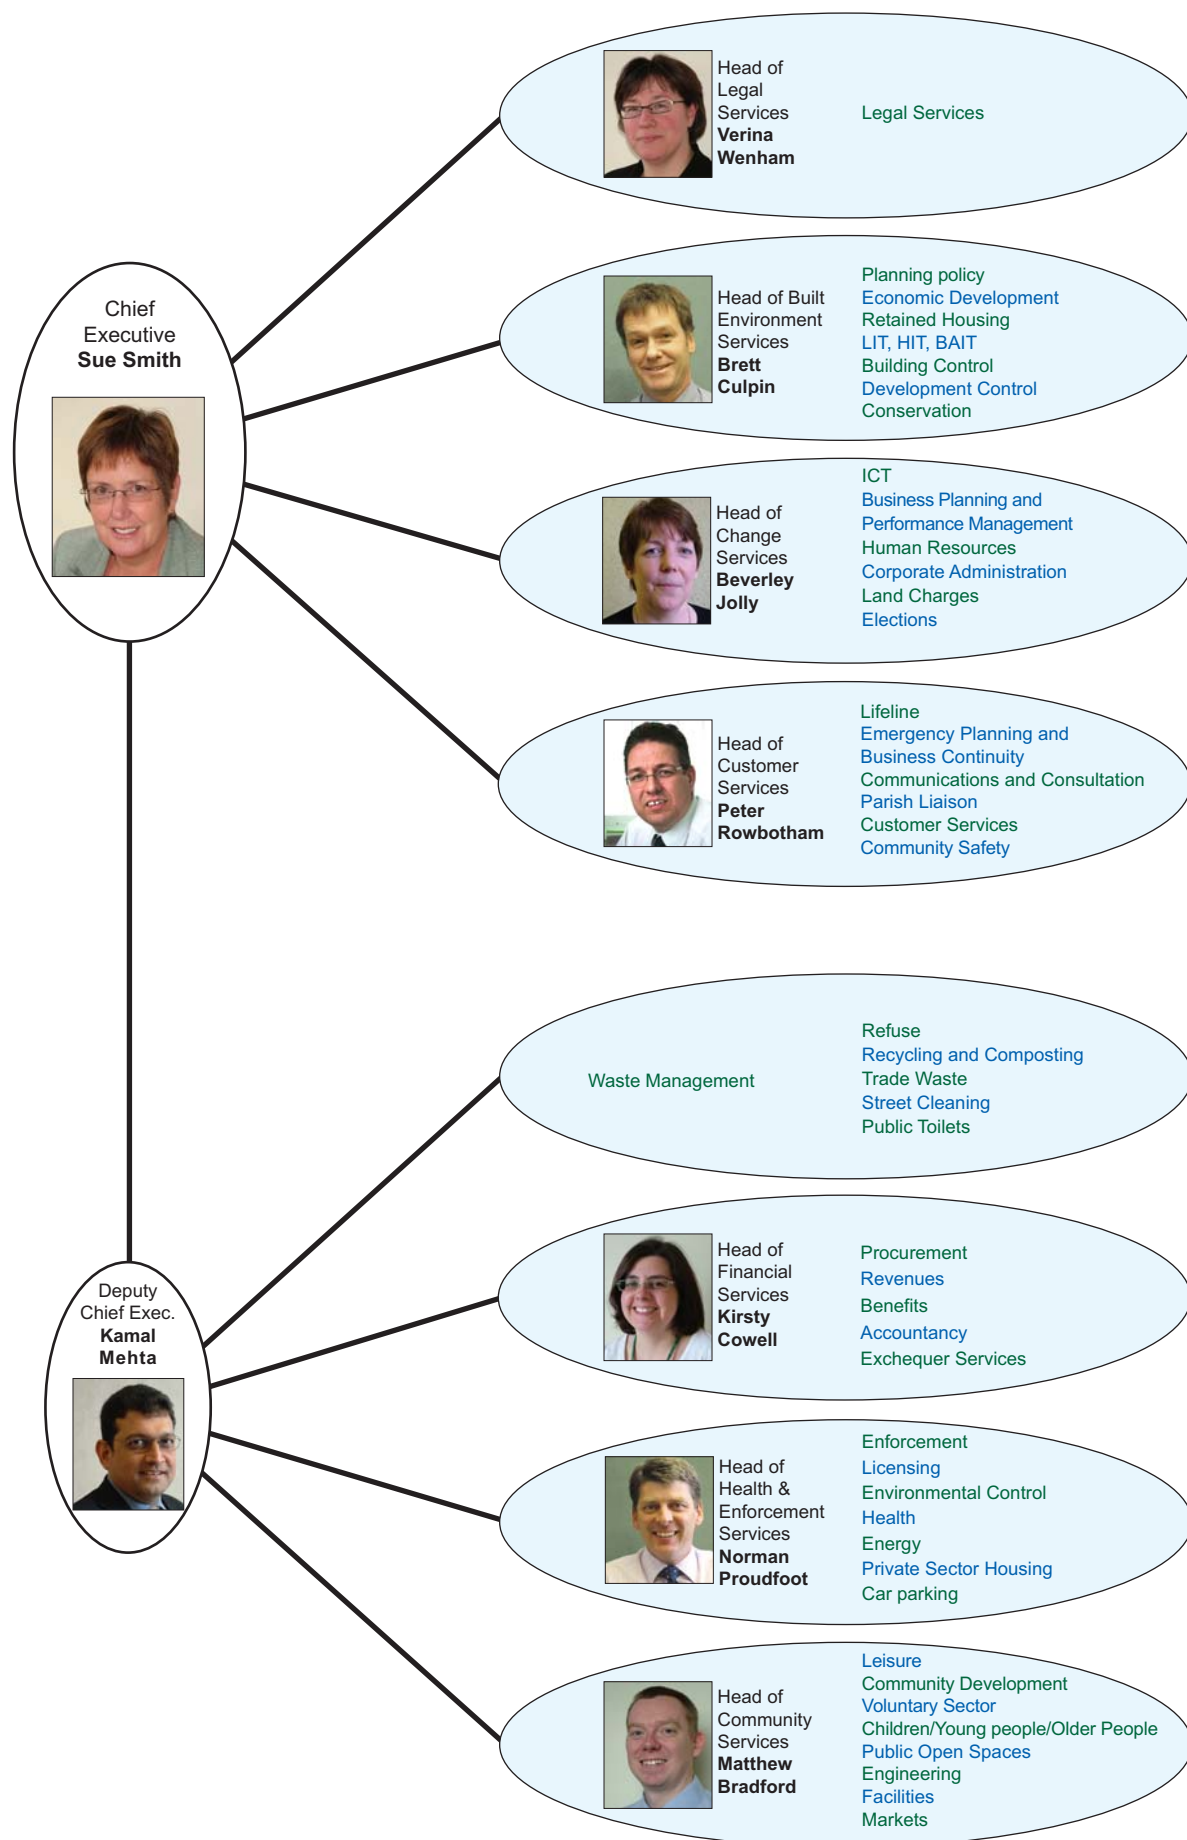 Head of
Legal
Services
Verina
Wenham
Legal Services
Chief
Executive
Sue Smith
Head of Built
Environment
Services
Brett
Culpin
Planning policy
Economic Development
Retained Housing
LIT, HIT, BAIT
Building Control
Development Control
Conservation
Head of
Change
Services
Beverley
Jolly
ICT
Business Planning and
Performance Management
Human Resources
Corporate Administration
Land Charges
Elections
Head of
Customer
Services
Peter
Rowbotham
Lifeline
Emergency Planning and
Business Continuity
Communications and Consultation
Parish Liaison
Customer Services
Community Safety
Waste Management
Refuse
Recycling and Composting
Trade Waste
Street Cleaning
Public Toilets
Deputy
Chief Exec.
Kamal
Mehta
Head of
Financial
Services
Kirsty
Cowell
Procurement
Revenues
Benefits
Accountancy
Exchequer Services
Head of
Health &
Enforcement
Services
Norman
Proudfoot
Enforcement
Licensing
Environmental Control
Health
Energy
Private Sector Housing
Car parking
Head of
Community
Services
Matthew
Bradford
Leisure
Community Development
Voluntary Sector
Children/Young people/Older People
Public Open Spaces
Engineering
Facilities
Markets